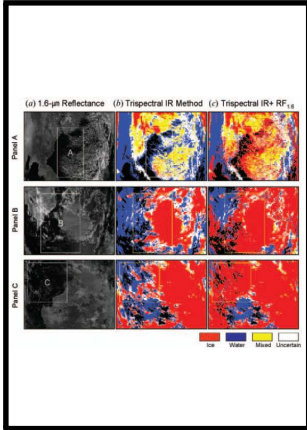 (a) 1.6-μm Reflectance (b) Trispectral IR Method (c) Trispectral IR+ RF1.6
Panel A
A
Panel B
B
Panel C
C
Ice Water Mixed Uncertain